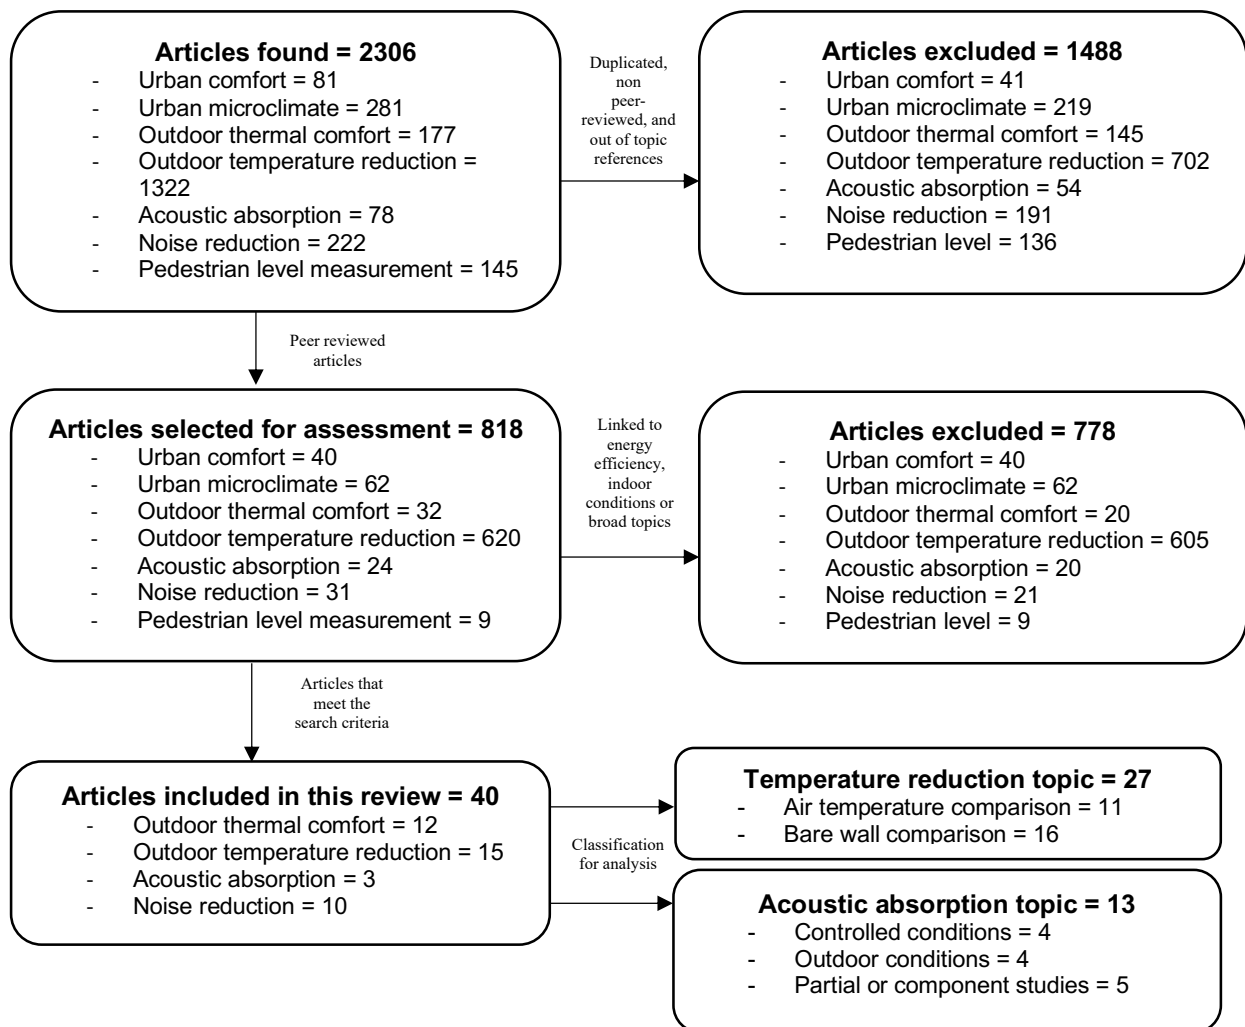 Articles found = 2306
- Urban comfort = 81
- Urban microclimate = 281
- Outdoor thermal comfort = 177
- Outdoor temperature reduction =
1322
- Acoustic absorption = 78
- Noise reduction = 222
- Pedestrian level measurement = 145
Duplicated,
non
peer-
reviewed, and
out of topic
references
Articles excluded = 1488
- Urban comfort = 41
- Urban microclimate = 219
- Outdoor thermal comfort = 145
- Outdoor temperature reduction = 702
- Acoustic absorption = 54
- Noise reduction = 191
- Pedestrian level = 136
Peer reviewed
articles
Articles selected for assessment = 818
- Urban comfort = 40
- Urban microclimate = 62
- Outdoor thermal comfort = 32
- Outdoor temperature reduction = 620
- Acoustic absorption = 24
- Noise reduction = 31
- Pedestrian level measurement = 9
Linked to
energy
efficiency,
indoor
conditions or
broad topics
Articles excluded = 778
- Urban comfort = 40
- Urban microclimate = 62
- Outdoor thermal comfort = 20
- Outdoor temperature reduction = 605
- Acoustic absorption = 20
- Noise reduction = 21
- Pedestrian level = 9
Articles that
meet the
search criteria
Articles included in this review = 40
- Outdoor thermal comfort = 12
- Outdoor temperature reduction = 15
- Acoustic absorption = 3
- Noise reduction = 10
Classification
for analysis
Temperature reduction topic = 27
- Air temperature comparison = 11
- Bare wall comparison = 16
Acoustic absorption topic = 13
- Controlled conditions = 4
- Outdoor conditions = 4
- Partial or component studies = 5